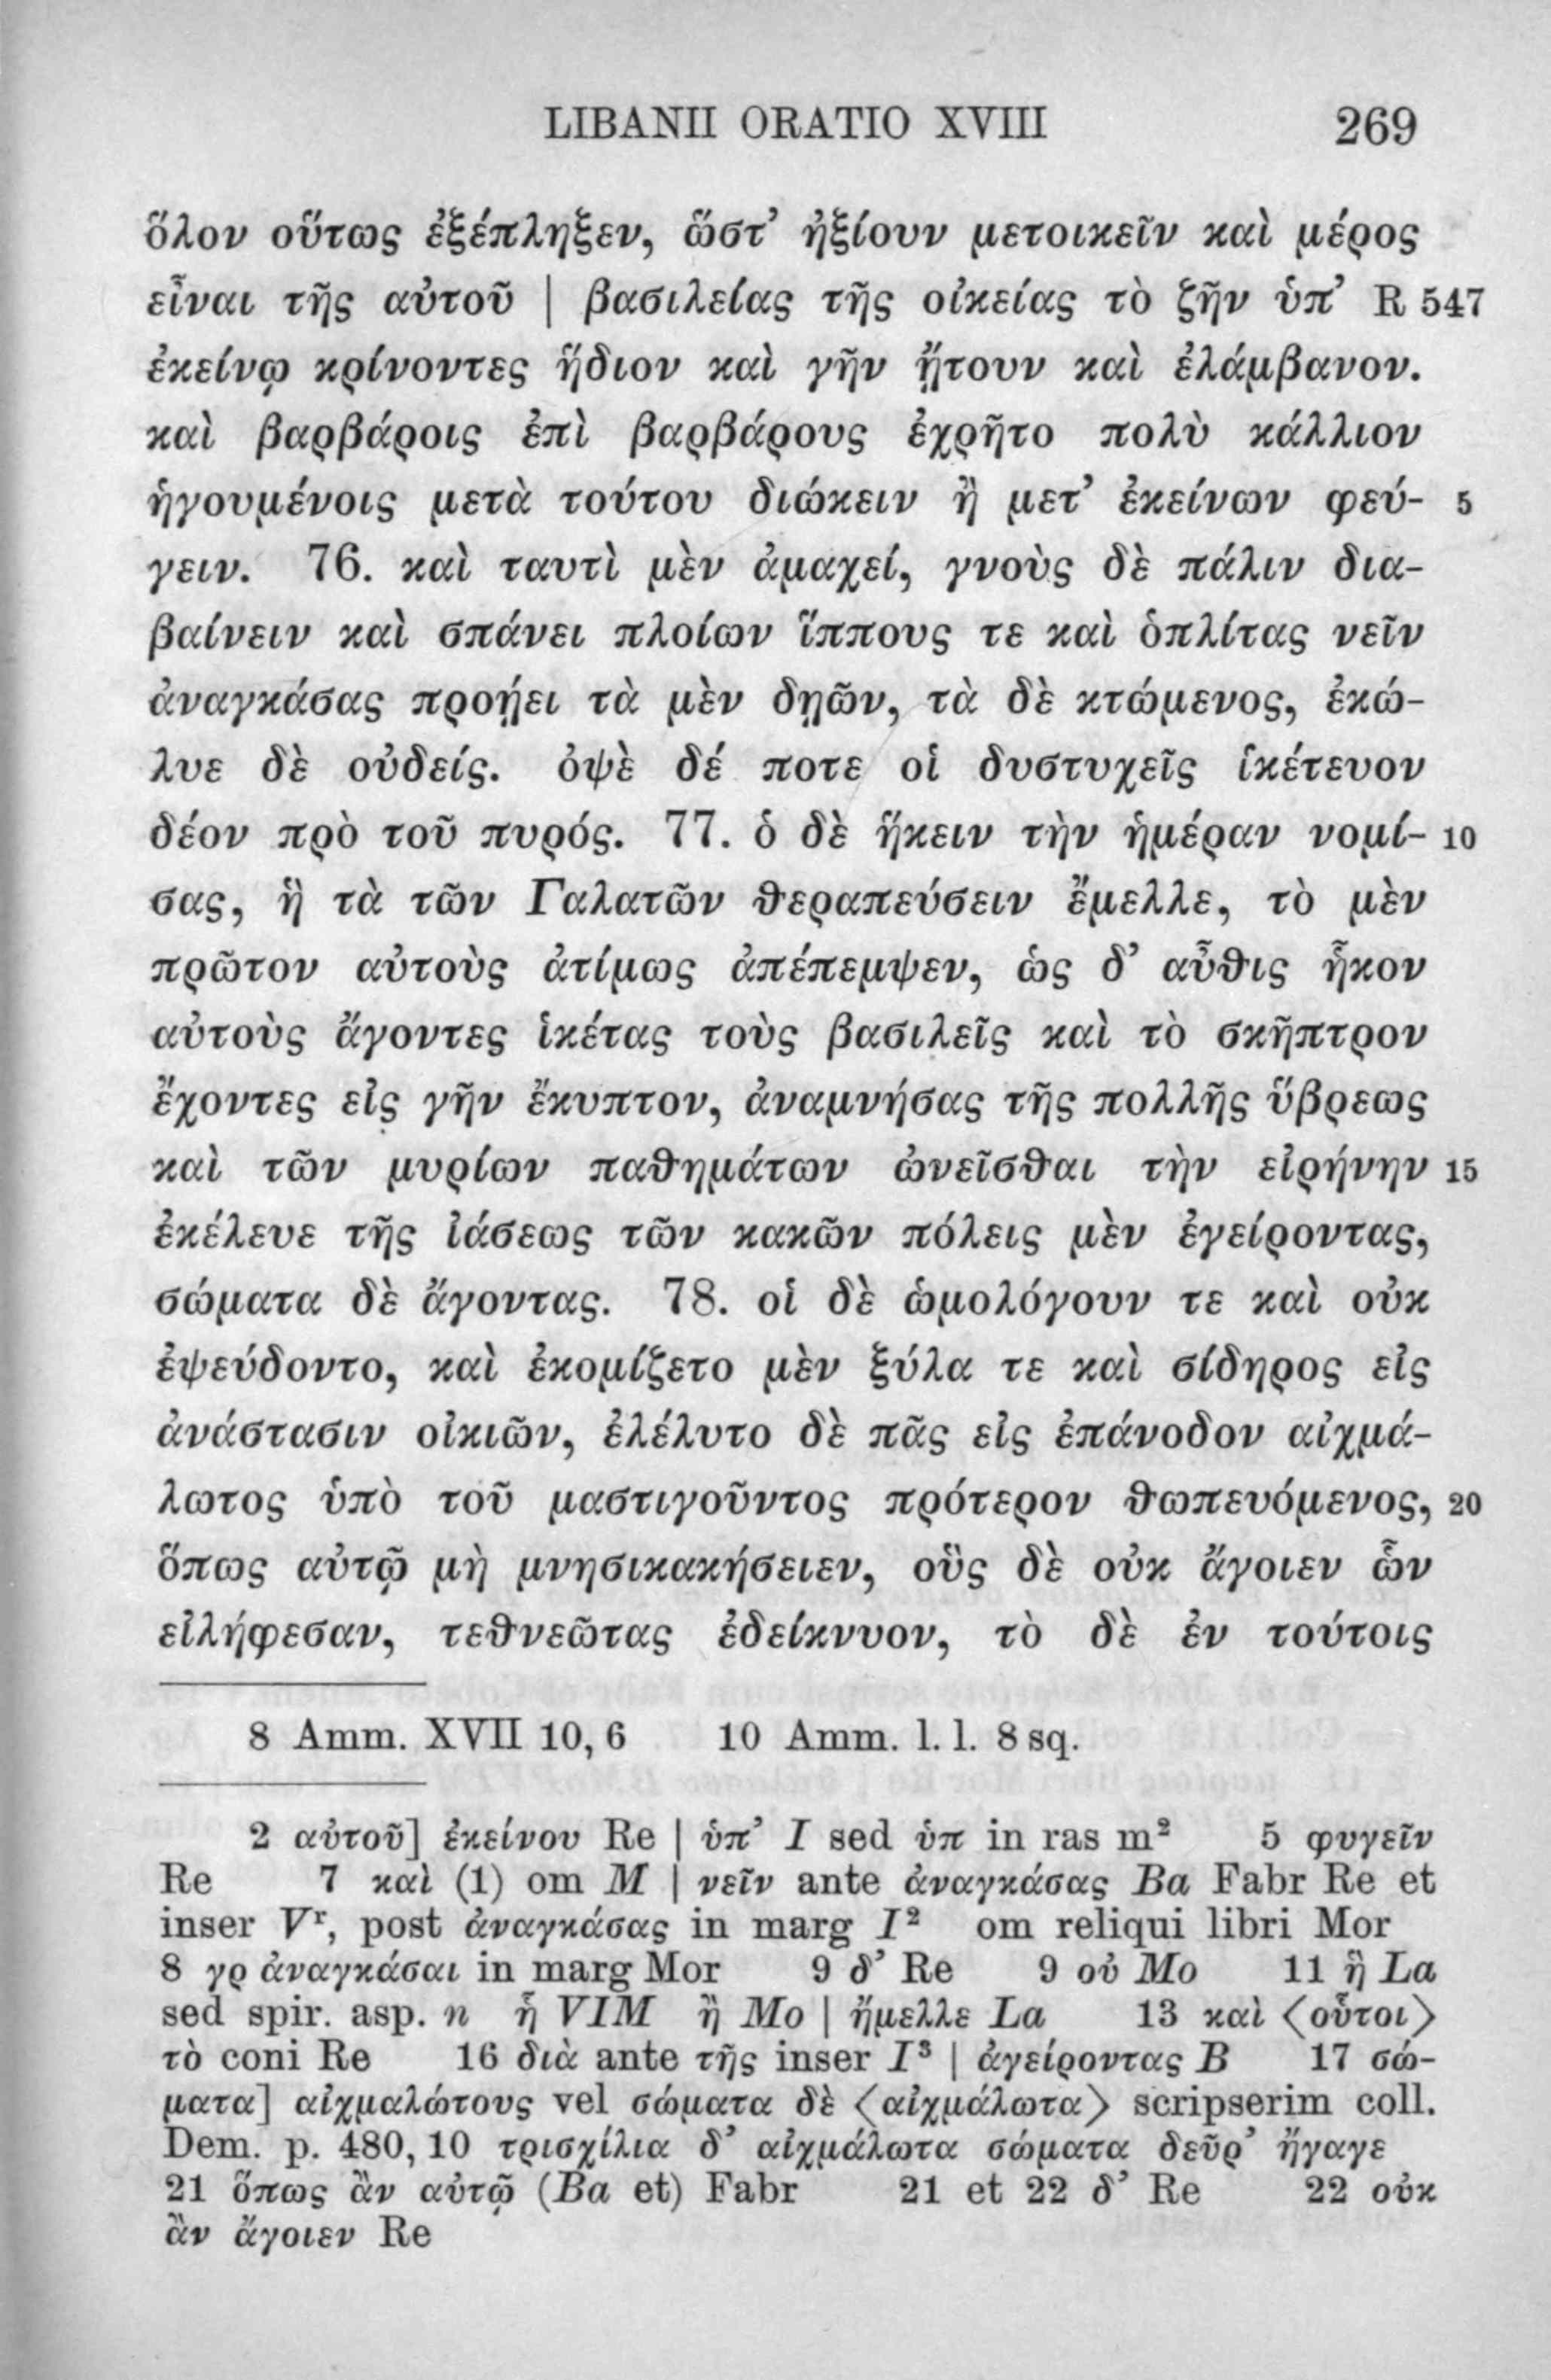 LIBANII ORATIO XVIII 269
ὅλον οὕτως ἐξέπληξεν, ὥστ’ ἠξίουν μετοικεῖν καὶ μέρος
εἶναι τῆς αὐτοῦ | βασιλείας τῆς οἰκείας τὸ ζῆν ὑπ’ R 547
ἐκείνῳ κρίνοντες ἥδιον καὶ γῆν ᾔτουν καὶ ἐλάμβανον.
καὶ βαρβάροις ἐπὶ βαρβάρους ἐχρῆτο πολὺ κάλλιον
ἡγουμένοις μετὰ τούτου διώκειν ἢ μετ’ ἐκείνων φεύ- 5
γειν. 76. καὶ ταυτὶ μὲν ἀμαχεί, γνοὺς δὲ πάλιν δια-
βαίνειν καὶ σπάνει πλοίων ἵππους τε καὶ ὁπλίτας νεῖν
ἀναγκάσας προῄει τὰ μὲν δῃῶν, τὰ δὲ κτώμενος, ἐκώ-
λυε δὲ οὐδείς. ὀψὲ δέ ποτε οἱ δυστυχεῖς ἱκέτευον
δέον πρὸ τοῦ πυρός. 77. ὁ δὲ ἥκειν τὴν ἡμέραν νομί- 10
σας, ἣ τὰ τῶν Γαλατῶν θεραπεύσειν ἔμελλε, τὸ μὲν
πρῶτον αὐτοὺς ἀτίμως ἀπέπεμψεν, ὡς δ’ αὖθις ἧκον
αὐτοὺς ἄγοντες ἱκέτας τοὺς βασιλεῖς καὶ τὸ σκῆπτρον
ἔχοντες εἰς γῆν ἔκυπτον, ἀναμνήσας τῆς πολλῆς ὕβρεως
καὶ τῶν μυρίων παθημάτων ὠνεῖσθαι τὴν εἰρήνην 15
ἐκέλευε τῆς ἰάσεως τῶν κακῶν πόλεις μὲν ἐγείροντας,
σώματα δὲ ἄγοντας. 78. οἱ δὲ ὡμολόγουν τε καὶ οὐκ
ἐψεύδοντο, καὶ ἐκομίζετο μὲν ξύλα τε καὶ σίδηρος εἰς
ἀνάστασιν οἰκιῶν, ἐλέλυτο δὲ πᾶς εἰς ἐπάνοδον αἰχμά-
λωτος ὑπὸ τοῦ μαστιγοῦντος πρότερον θωπευόμενος, 20
ὅπως αὐτῷ μὴ μνησικακήσειεν, οὓς δὲ οὐκ ἄγοιεν ὧν
εἰλήφεσαν, τεθνεῶτας ἐδείκνυον, τὸ δὲ ἐν τούτοις
8 Amm. XVII 10, 6 10 Amm. l. l. 8 sq.
2 αὐτοῦ] ἐκείνου Re | ὑπ’ I sed ὑπ in ras m² 5 φυγεῖν
Re 7 καὶ (1) om M | νεῖν ante ἀναγκάσας Ba Fabr Re et
inser Vʳ, post ἀναγκάσας in marg I² om reliqui libri Mor
8 γρ ἀναγκάσαι in marg Mor 9 δ’ Re 9 οὐ Mo 11 ἣ La
sed spir. asp. n ἦ VIM ἢ Mo | ἤμελλε La 13 καὶ ⟨οὗτοι⟩
τὸ coni Re 16 διὰ ante τῆς inser I³ | ἀγείροντας B 17 σώ-
ματα] αἰχμαλώτους vel σώματα δὲ ⟨αἰχμάλωτα⟩ scripserim coll.
Dem. p. 480, 10 τρισχίλια δ’ αἰχμάλωτα σώματα δεῦρ’ ἤγαγε
21 ὅπως ἂν αὐτῷ (Ba et) Fabr 21 et 22 δ’ Re 22 οὐκ
ἂν ἄγοιεν Re